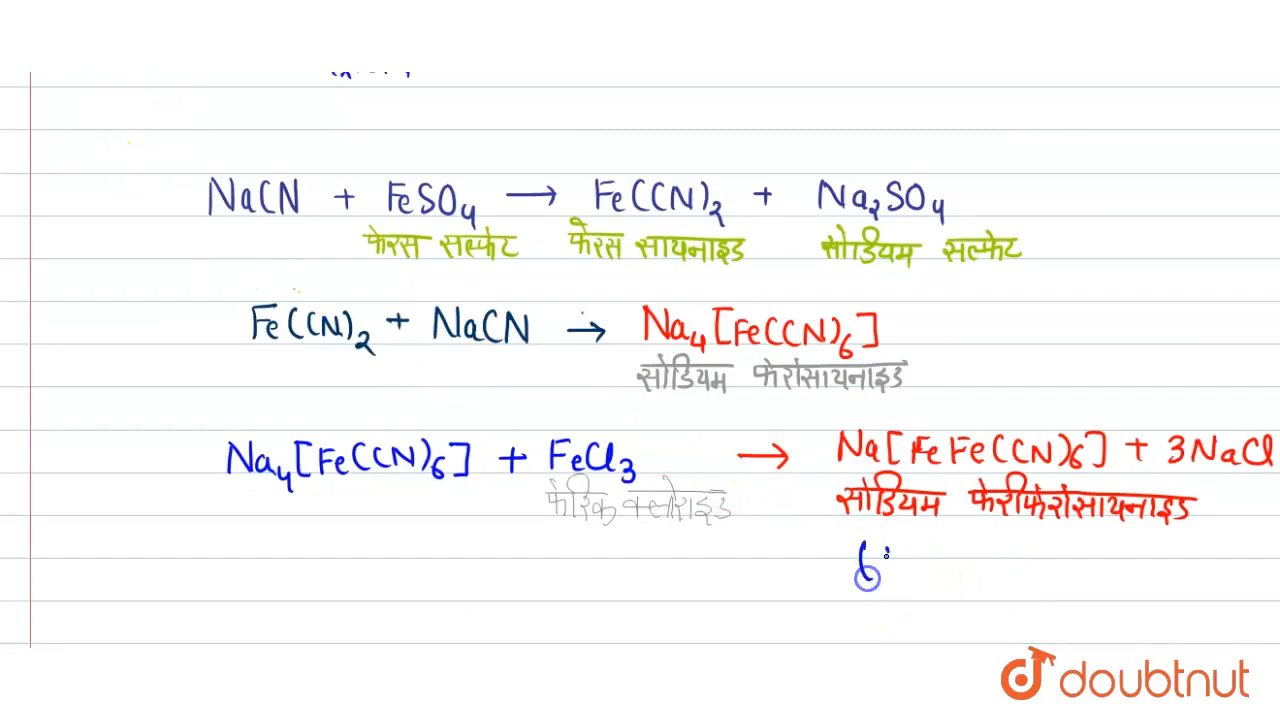 NaCN + FeSO4 → Fe(CN)2 + Na2SO4
फेरस सल्फेट फेरस सायनाइड सोडियम सल्फेट
Fe(CN)2 + NaCN → Na4[Fe(CN)6]
सोडियम फेरोसायनाइड
Na4[Fe(CN)6] + FeCl3 → Na[Fe Fe(CN)6] + 3NaCl
फेरिक क्लोराइड सोडियम फेरीफेरोसायनाइड
(
doubtnut